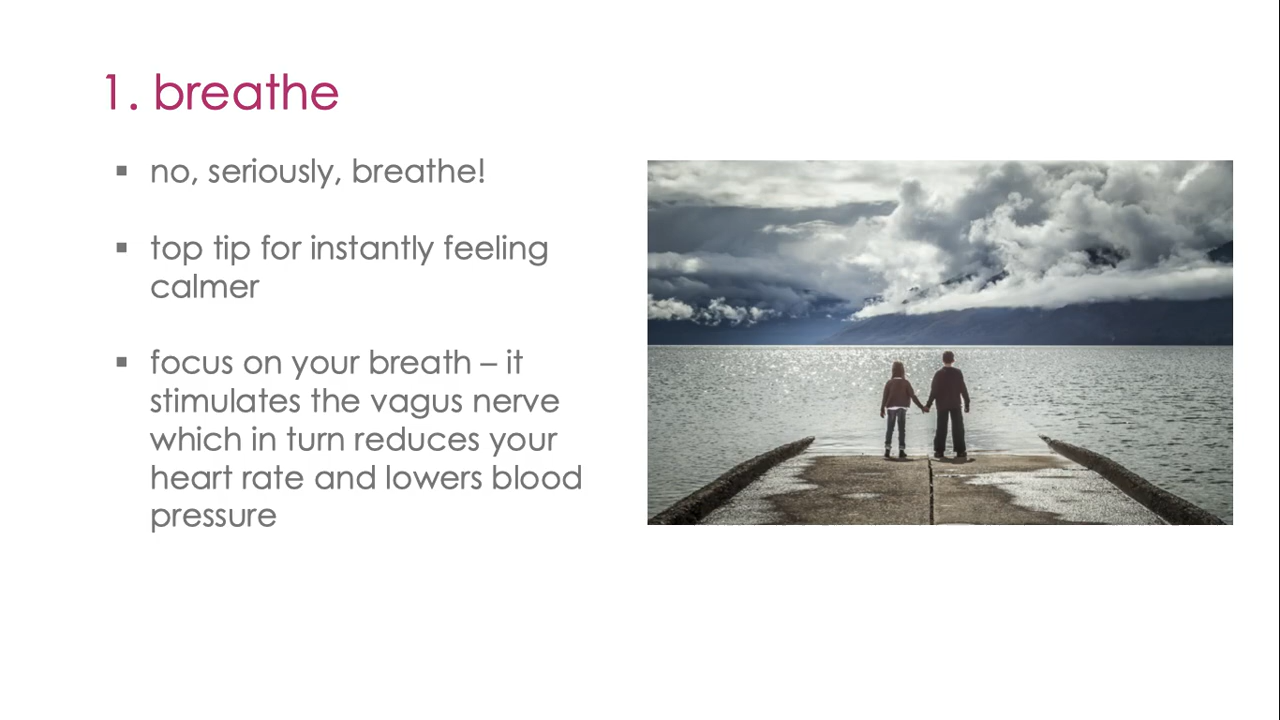 1. breathe
▪ no, seriously, breathe!
▪ top tip for instantly feeling
calmer
▪ focus on your breath – it
stimulates the vagus nerve
which in turn reduces your
heart rate and lowers blood
pressure